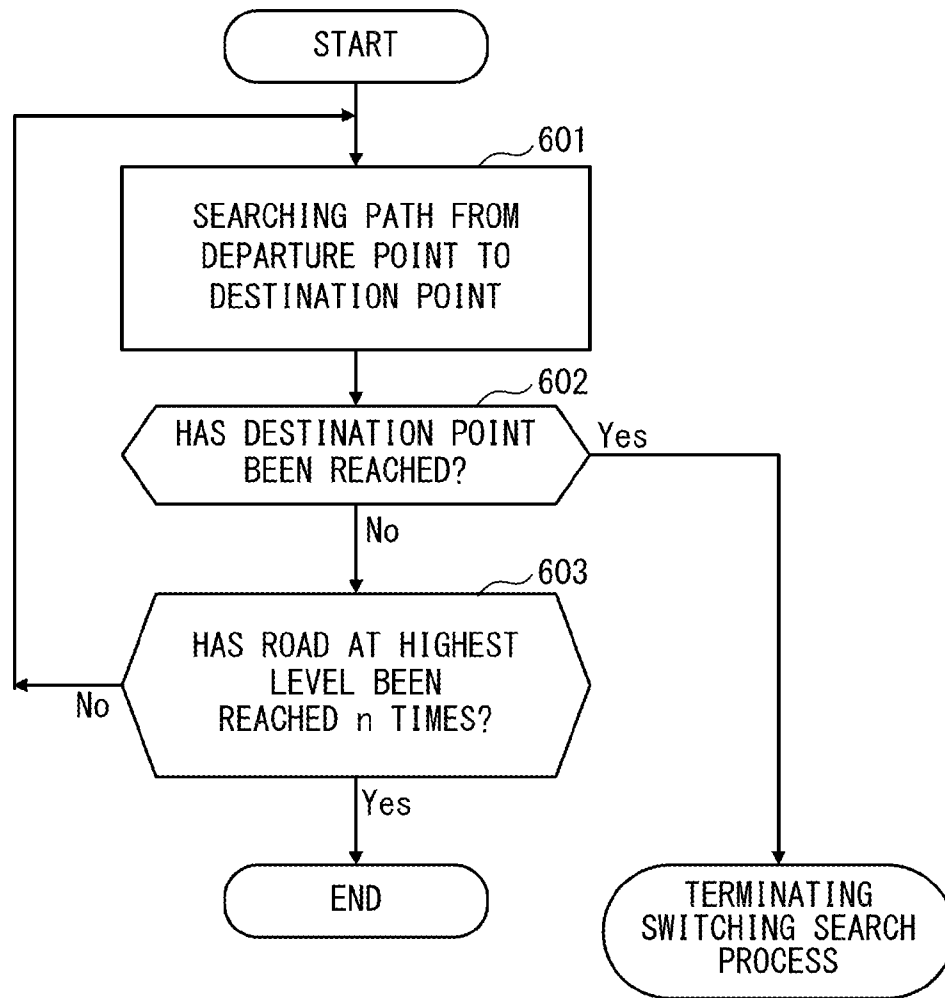 START
601
SEARCHING PATH FROM
DEPARTURE POINT TO
DESTINATION POINT
602
HAS DESTINATION POINT
BEEN REACHED?
Yes
No
603
HAS ROAD AT HIGHEST
LEVEL BEEN
REACHED n TIMES?
No
Yes
END
TERMINATING
SWITCHING SEARCH
PROCESS